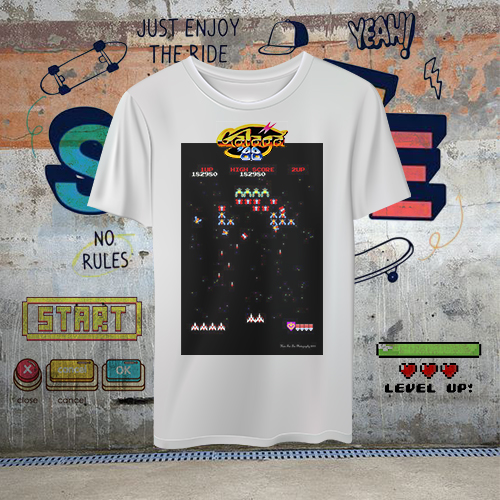 JUST ENJOY
THE RIDE
YEAH!
Galaga
1UP HIGH SCORE 2UP
152950 152950
NO
RULES
START
cancel OK
close cancel
LEVEL UP!